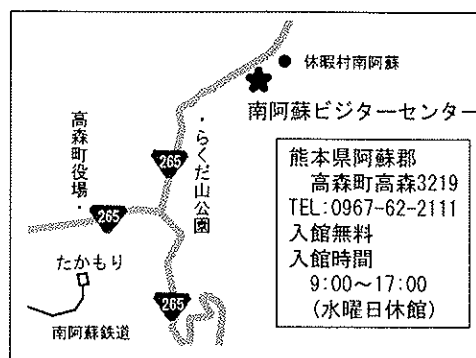 休暇村南阿蘇
南阿蘇ビジターセンター
高森町役場
らくだ山公園
265
265
265
たかもり
南阿蘇鉄道
熊本県阿蘇郡
高森町高森3219
TEL:0967-62-2111
入館無料
入館時間
9:00～17:00
(水曜日休館)